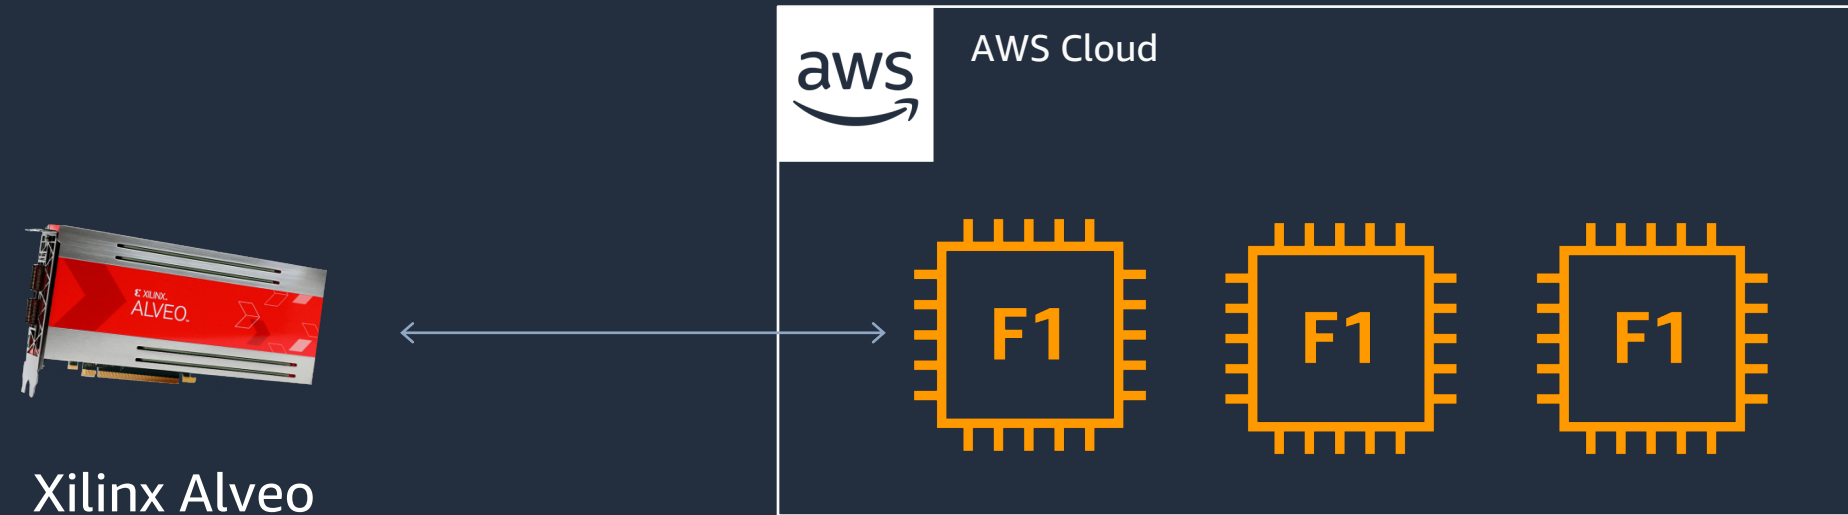 aws
AWS Cloud
XILINX.
ALVEO.
F1
F1
F1
Xilinx Alveo